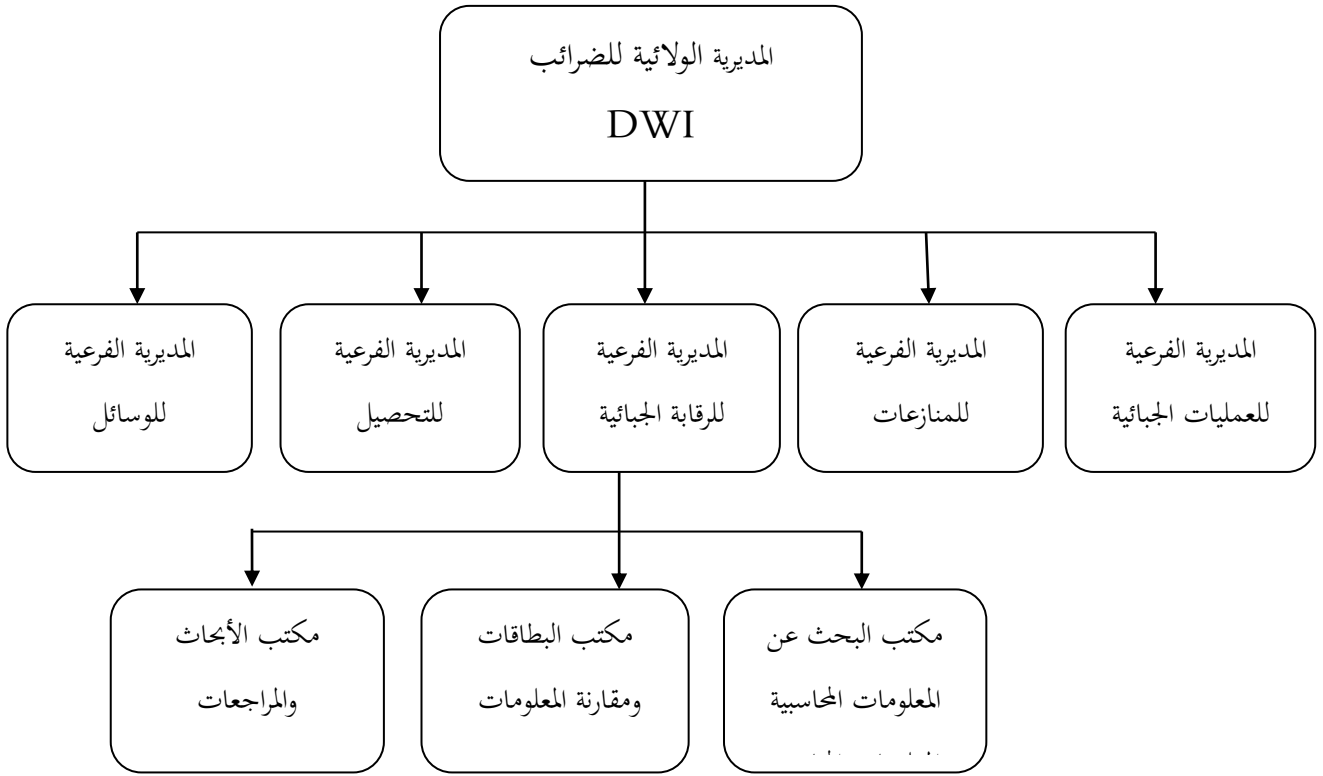 المديرية الولائية للضرائب
DWI
المديرية الفرعية
للعمليات الجبائية
المديرية الفرعية
للمنازعات
المديرية الفرعية
للرقابة الجبائية
المديرية الفرعية
للتحصيل
المديرية الفرعية
للوسائل
مكتب البحث عن
المعلومات المحاسبية
مكتب البطاقات
ومقارنة المعلومات
مكتب الأبحاث
والمراجعات